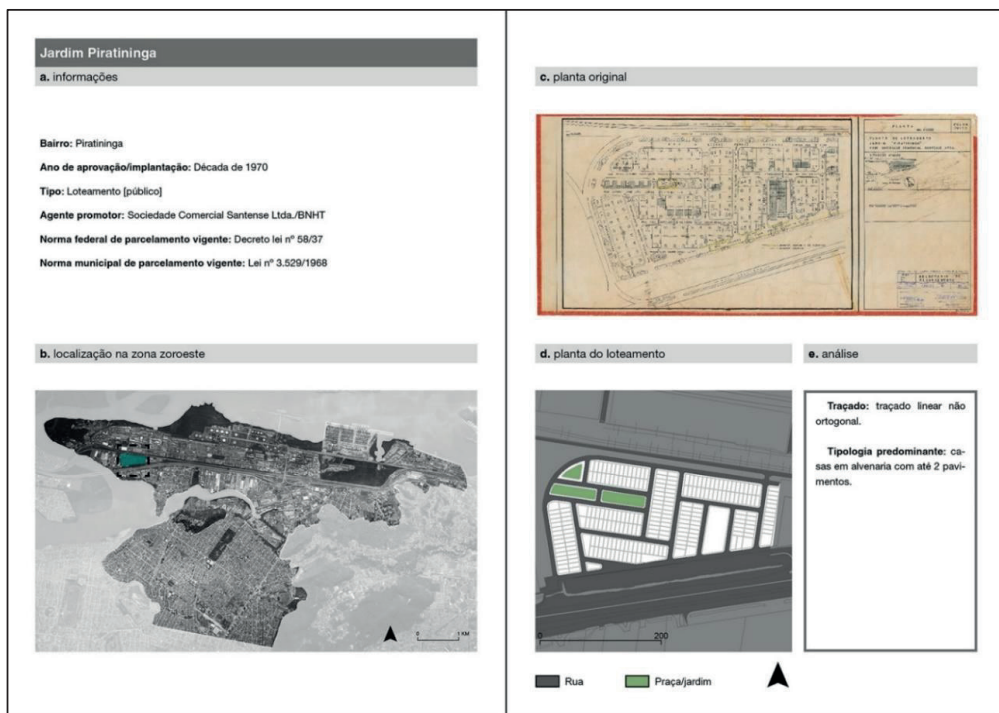 Jardim Piratininga
a. informações
Bairro: Piratininga
Ano de aprovação/implantação: Década de 1970
Tipo: Loteamento [público]
Agente promotor: Sociedade Comercial Santense Ltda./BNHT
Norma federal de parcelamento vigente: Decreto lei nº 58/37
Norma municipal de parcelamento vigente: Lei nº 3.529/1968
b. localização na zona zoroeste
0 1 KM
c. planta original
PLANTA
d. planta do loteamento
0 200
Rua
Praça/jardim
e. análise
Traçado: traçado linear não
ortogonal.
Tipologia predominante: ca-
sas em alvenaria com até 2 pavi-
mentos.